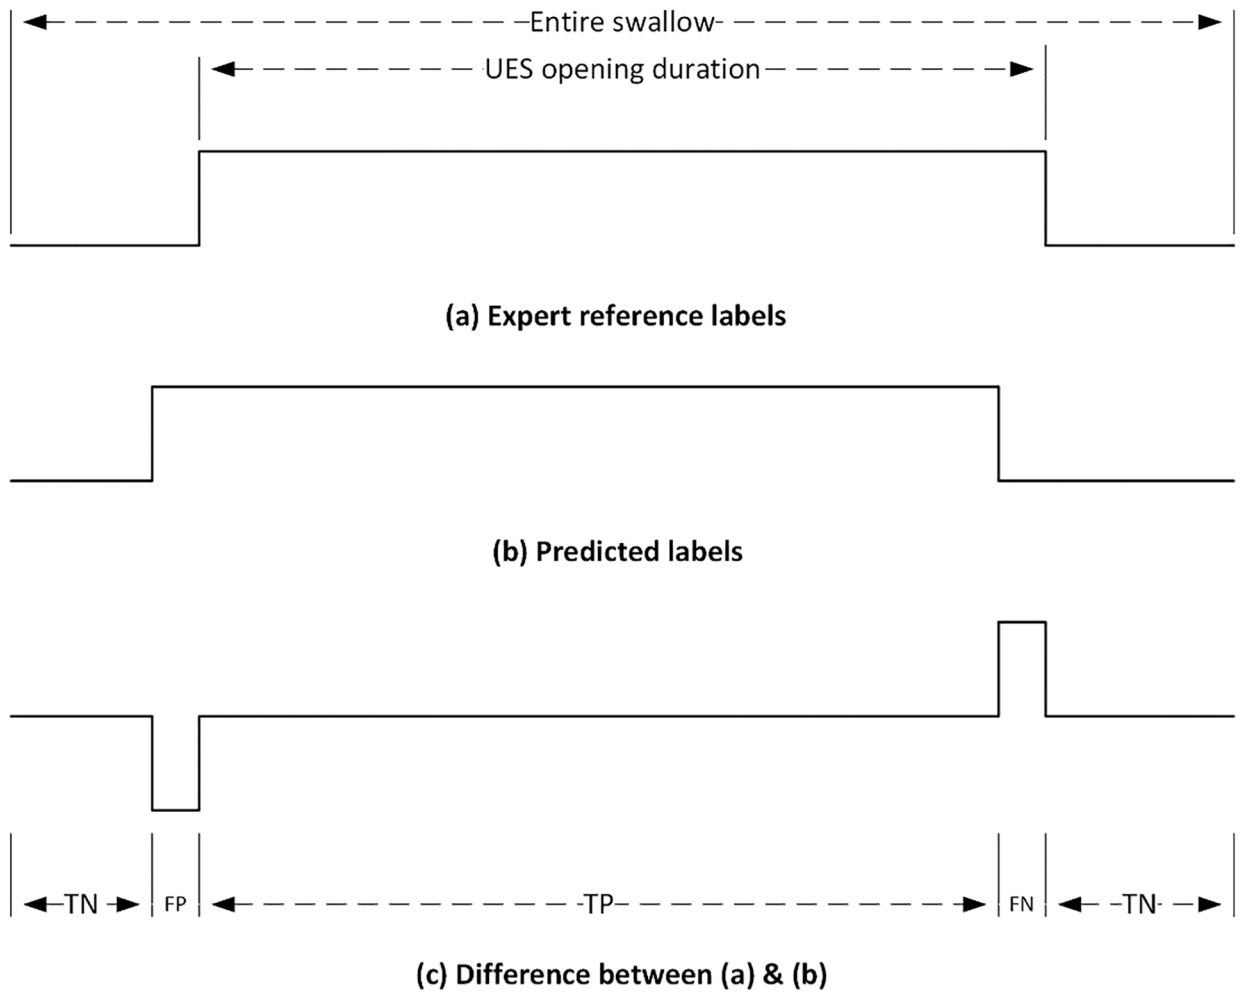 Entire swallow
UES opening duration
(a) Expert reference labels
(b) Predicted labels
TN FP TP FN TN
(c) Difference between (a) & (b)